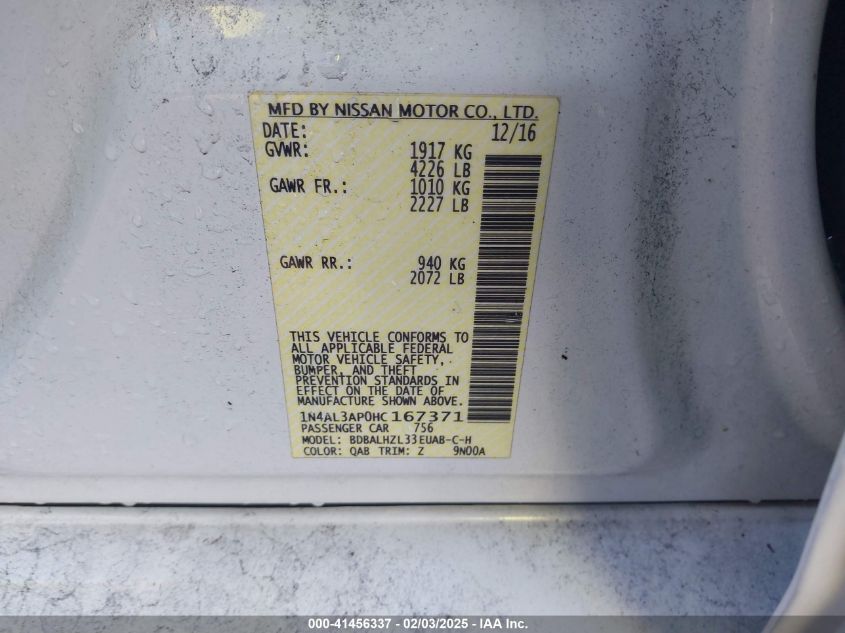 MFD BY NISSAN MOTOR CO., LTD.
DATE: 12/16
GVWR: 1917 KG
4226 LB
GAWR FR.: 1010 KG
2227 LB
GAWR RR.: 940 KG
2072 LB
THIS VEHICLE CONFORMS TO
ALL APPLICABLE FEDERAL
MOTOR VEHICLE SAFETY,
BUMPER, AND THEFT
PREVENTION STANDARDS IN
EFFECT ON THE DATE OF
MANUFACTURE SHOWN ABOVE.
1N4AL3AP0HC167371
PASSENGER CAR 756
MODEL: BDBALHZL33EUAB-C-H
COLOR: QAB TRIM: Z 9N00A
000-41456337 - 02/03/2025 - IAA Inc.